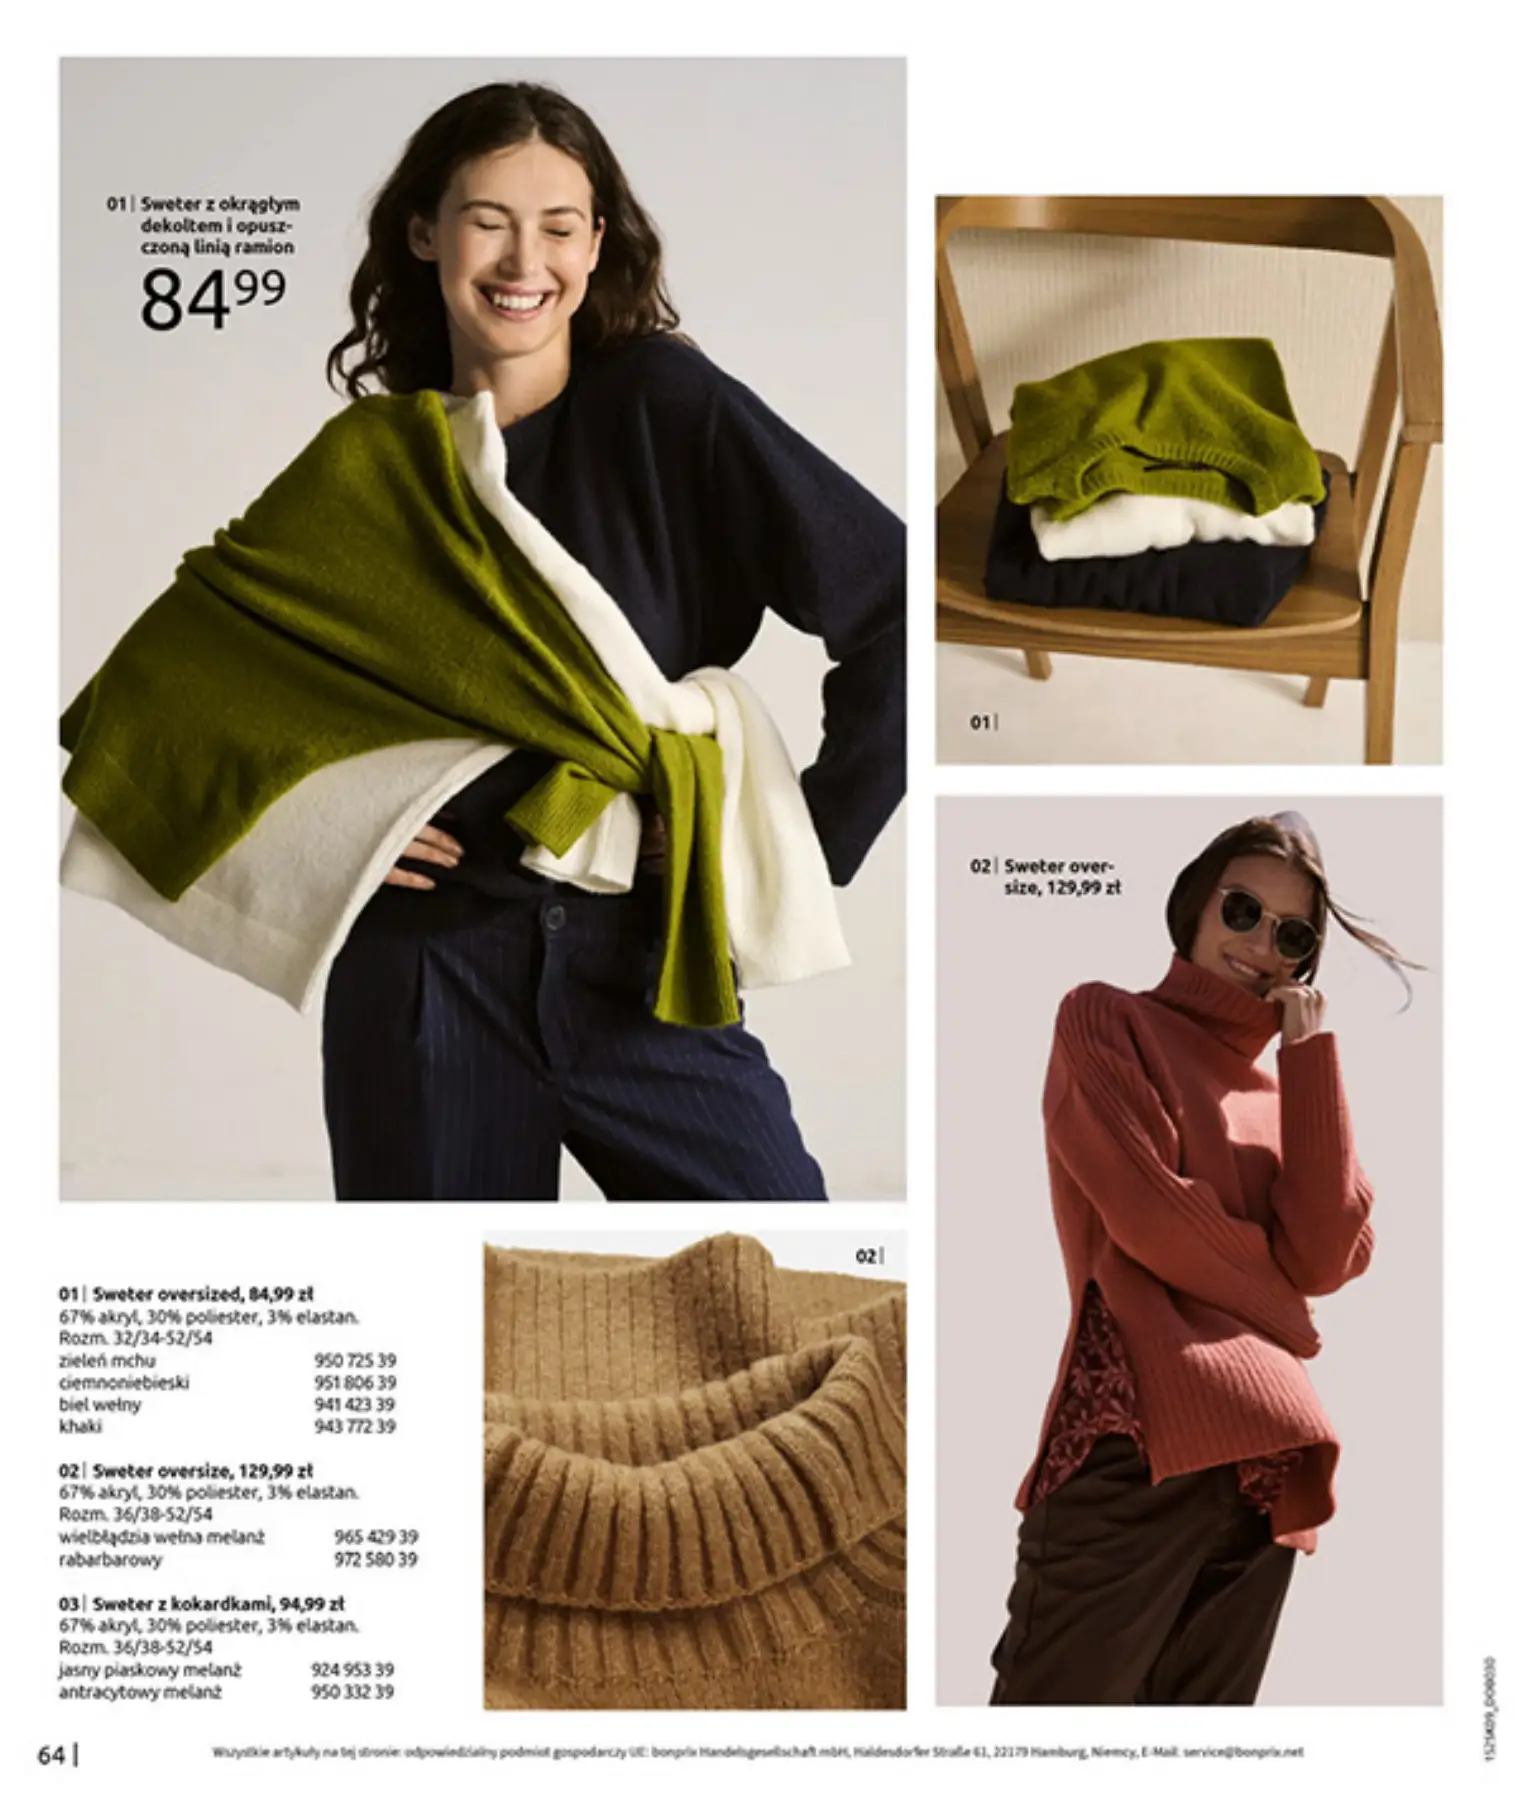 01| Sweter z okrągłym
dekoltem i opusz-
czoną linią ramion
84⁹⁹
01|
02| Sweter over-
size, 129,99 zł
02|
01| Sweter oversized, 84,99 zł
67% akryl, 30% poliester, 3% elastan.
Rozm. 32/34-52/54
zieleń mchu 950 725 39
ciemnoniebieski 951 806 39
biel wełny 941 423 39
khaki 943 772 39
02| Sweter oversize, 129,99 zł
67% akryl, 30% poliester, 3% elastan.
Rozm. 36/38-52/54
wielbłądzia wełna melanż 965 429 39
rabarbarowy 972 580 39
03| Sweter z kokardkami, 94,99 zł
67% akryl, 30% poliester, 3% elastan.
Rozm. 36/38-52/54
jasny piaskowy melanż 924 953 39
antracytowy melanż 950 332 39
64|
Wszystkie artykuły na tej stronie: odpowiedzialny podmiot gospodarczy UE: bonprix Handelsgesellschaft mbH, Haldesdorfer Straße 61, 22179 Hamburg, Niemcy, E-Mail: service@bonprix.net